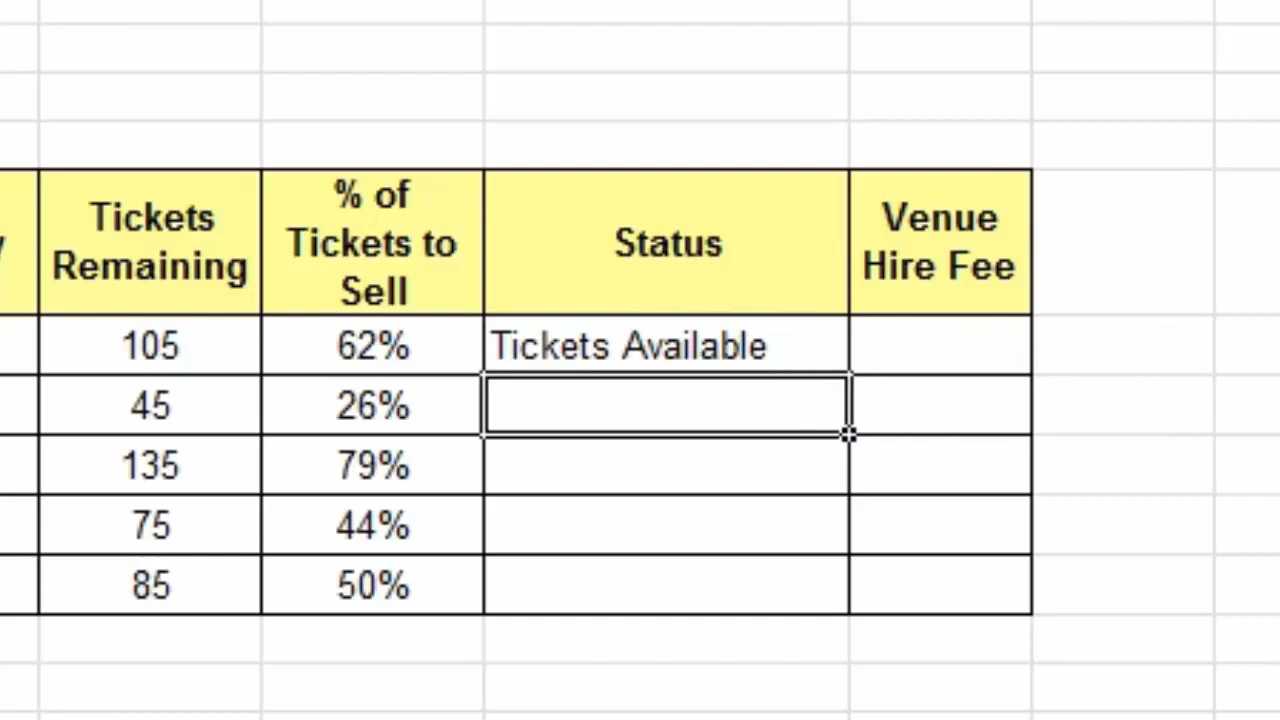 Tickets Remaining
% of Tickets to Sell
Status
Venue Hire Fee
105 62% Tickets Available
45 26%
135 79%
75 44%
85 50%